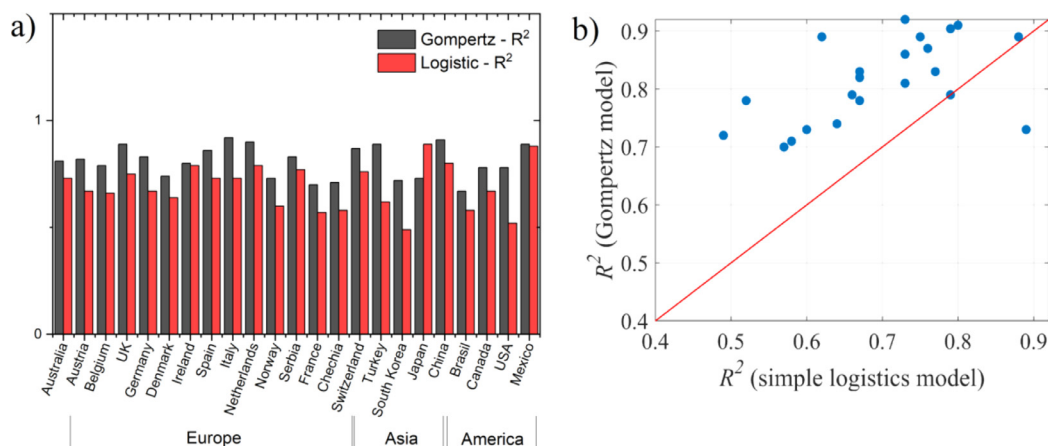 a)
Gompertz - R²
Logistic - R²
1
0
Australia
Austria
Belgium
UK
Germany
Denmark
Ireland
Spain
Italy
Netherlands
Norway
Serbia
France
Chechia
Switzerland
Turkey
South Korea
Japan
China
Brasil
Canada
USA
Mexico
Europe
Asia
America
b)
R² (Gompertz model)
0.9
0.8
0.7
0.6
0.5
0.4
0.4 0.5 0.6 0.7 0.8 0.9
R² (simple logistics model)